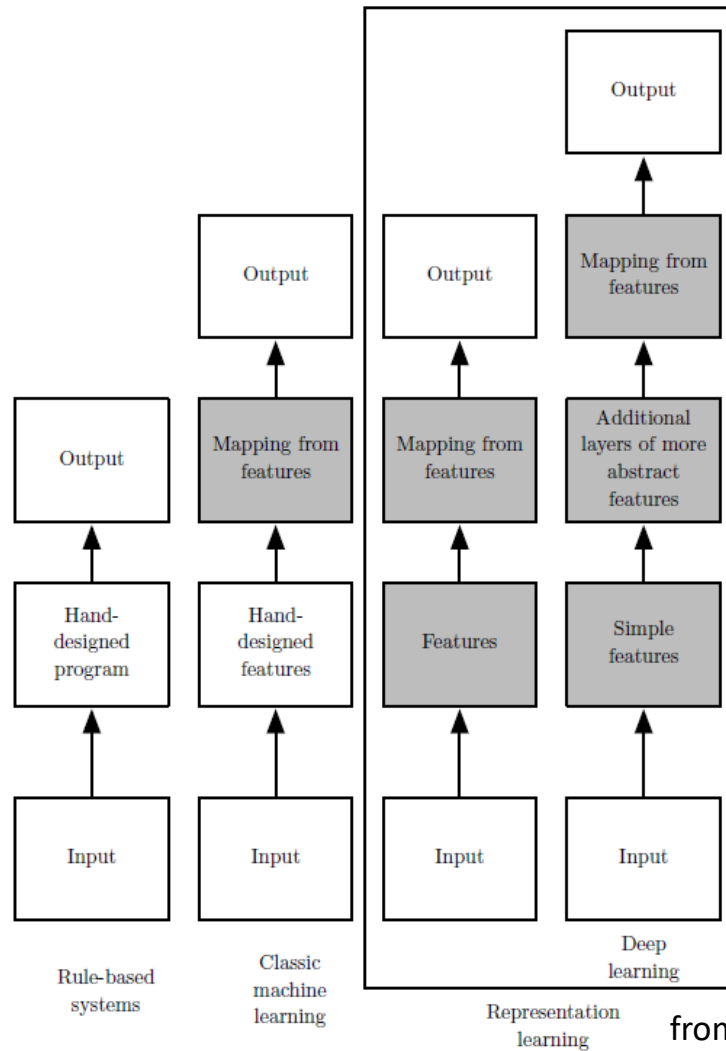 Output
Output
Output
Mapping from
features
Output
Mapping from
features
Mapping from
features
Additional
layers of more
abstract
features
Hand-
designed
program
Hand-
designed
features
Features
Simple
features
Input
Input
Input
Input
Rule-based
systems
Classic
machine
learning
Representation
learning
Deep
learning
from